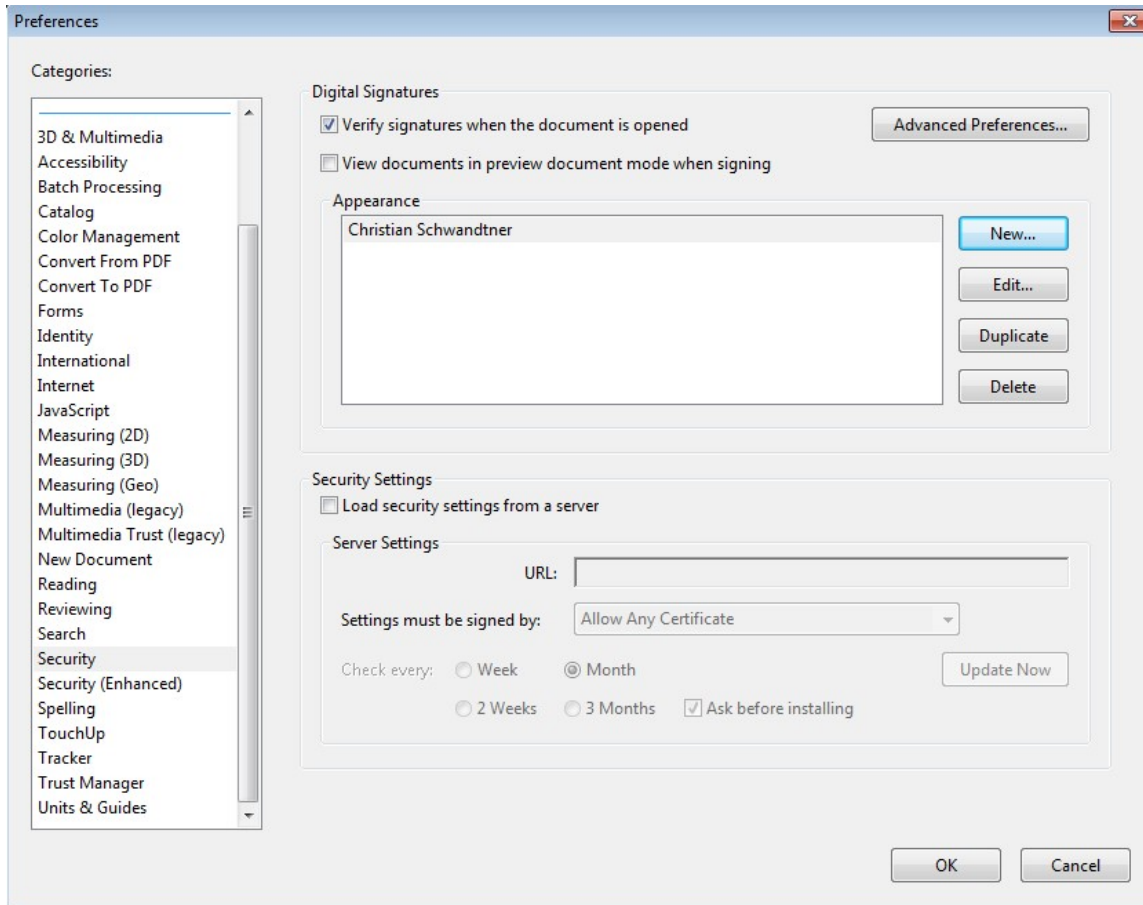 Preferences
Categories:
3D & Multimedia
Accessibility
Batch Processing
Catalog
Color Management
Convert From PDF
Convert To PDF
Forms
Identity
International
Internet
JavaScript
Measuring (2D)
Measuring (3D)
Measuring (Geo)
Multimedia (legacy)
Multimedia Trust (legacy)
New Document
Reading
Reviewing
Search
Security
Security (Enhanced)
Spelling
TouchUp
Tracker
Trust Manager
Units & Guides
Digital Signatures
Verify signatures when the document is opened
Advanced Preferences...
View documents in preview document mode when signing
Appearance
Christian Schwandtner
New...
Edit...
Duplicate
Delete
Security Settings
Load security settings from a server
Server Settings
URL:
Settings must be signed by: Allow Any Certificate
Check every: Week Month Update Now
2 Weeks 3 Months Ask before installing
OK Cancel